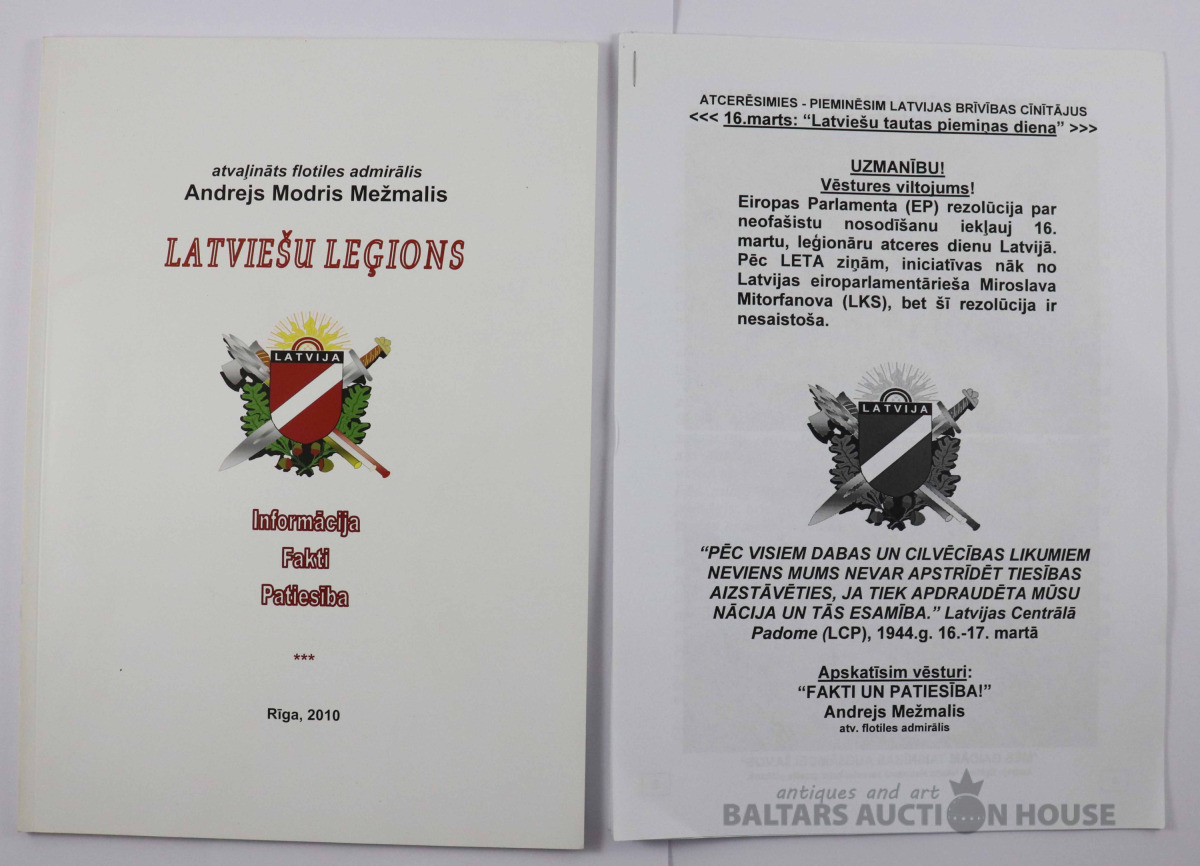 atvaļināts flotiles admirālis
Andrejs Modris Mežmalis
LATVIEŠU LEĢIONS
LATVIJA
Informācija
Fakti
Patiesība
***
Rīga, 2010
ATCERĒSIMIES - PIEMINĒSIM LATVIJAS BRĪVĪBAS CĪNĪTĀJUS
<<< 16.marts: “Latviešu tautas piemiņas diena” >>>
UZMANĪBU!
Vēstures viltojums!
Eiropas Parlamenta (EP) rezolūcija par
neofašistu nosodīšanu iekļauj 16.
martu, leģionāru atceres dienu Latvijā.
Pēc LETA ziņām, iniciatīvas nāk no
Latvijas eiroparlamentārieša Miroslava
Mitorfanova (LKS), bet šī rezolūcija ir
nesaistoša.
LATVIJA
“PĒC VISIEM DABAS UN CILVĒCĪBAS LIKUMIEM
NEVIENS MUMS NEVAR APSTRĪDĒT TIESĪBAS
AIZSTĀVĒTIES, JA TIEK APDRAUDĒTA MŪSU
NĀCIJA UN TĀS ESAMĪBA.” Latvijas Centrālā
Padome (LCP), 1944.g. 16.-17. martā
Apskatīsim vēsturi:
“FAKTI UN PATIESĪBA!”
Andrejs Mežmalis
atv. flotiles admirālis
antiques and art
BALTARS AUCTION HOUSE